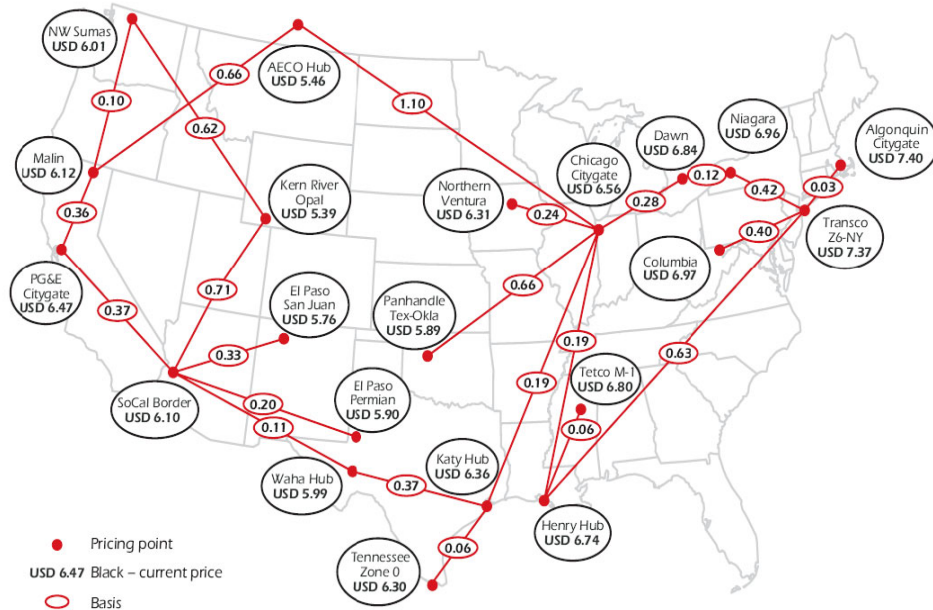 NW Sumas
USD 6.01
AECO Hub
USD 5.46
0.66
0.10
1.10
0.62
Malin
USD 6.12
Kern River
Opal
USD 5.39
Northern
Ventura
USD 6.31
0.24
Chicago
Citygate
USD 6.56
Dawn
USD 6.84
Niagara
USD 6.96
Algonquin
Citygate
USD 7.40
0.12
0.28
0.42
0.03
0.36
Transco
Z6-NY
USD 7.37
0.40
Columbia
USD 6.97
PG&E
Citygate
USD 6.47
0.37
0.71
El Paso
San Juan
USD 5.76
0.33
Panhandle
Tex-Okla
USD 5.89
0.66
0.19
0.63
Tetco M-1
USD 6.80
0.19
0.06
SoCal Border
USD 6.10
0.20
0.11
El Paso
Permian
USD 5.90
Waha Hub
USD 5.99
0.37
Katy Hub
USD 6.36
Henry Hub
USD 6.74
0.06
Tennessee
Zone 0
USD 6.30
Pricing point
USD 6.47 Black – current price
Basis